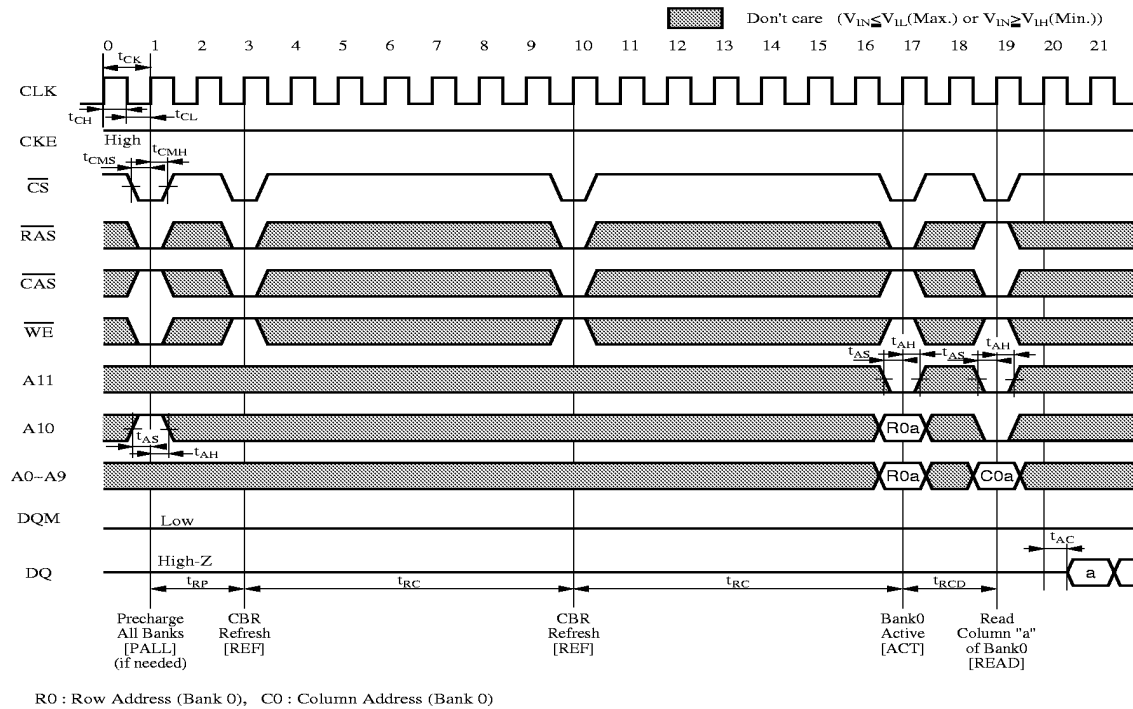 Don't care (VIN≦VIL(Max.) or VIN≧VIH(Min.))
0 1 2 3 4 5 6 7 8 9 10 11 12 13 14 15 16 17 18 19 20 21
tCK
CLK
tCH tCL
CKE High
tCMS tCMH
CS
RAS
CAS
WE
tAS tAH tAS tAH
A11
A10 R0a
tAS
tAH
A0~A9 R0a C0a
DQM Low
tAC
High-Z
DQ a
tRP tRC tRC tRCD
Precharge
All Banks
[PALL]
(if needed)
CBR
Refresh
[REF]
CBR
Refresh
[REF]
Bank0
Active
[ACT]
Read
Column "a"
of Bank0
[READ]
R0 : Row Address (Bank 0), C0 : Column Address (Bank 0)